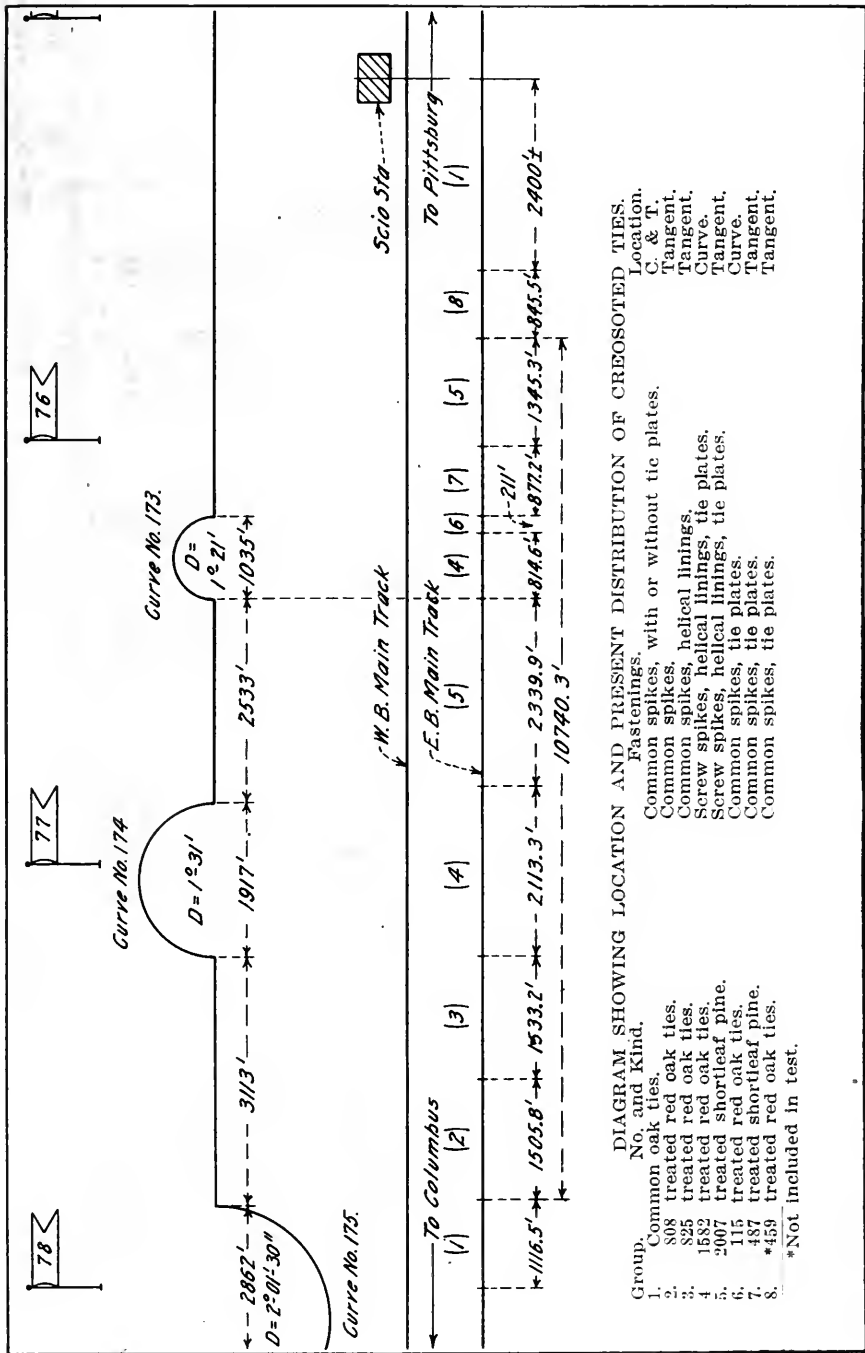 78
77
76
Curve No. 175.
2862'
D=2°01'-30"
3113'
Curve No. 174
D=1°31'
1917'
2533'
Curve No. 173.
D=
1°21'
1035'
Scio Sta.
W.B. Main Track
E.B. Main Track
To Columbus
To Pittsburg
(1) (2) (3) (4) (5) (4) (6) (7) (5) (8) (1)
1116.5' 1505.8' 1533.2' 2113.3' 2339.9' 814.6' 211' 877.2' 1345.3' 845.5' 2400'±
10740.3'
DIAGRAM SHOWING LOCATION AND PRESENT DISTRIBUTION OF CREOSOTED TIES.
Group. No. and Kind. Fastenings. Location.
1. Common oak ties. Common spikes, with or without tie plates. C. & T.
2. 808 treated red oak ties. Common spikes. Tangent.
3. 825 treated red oak ties. Common spikes, helical linings. Tangent.
4 1582 treated red oak ties. Screw spikes, helical linings, tie plates. Curve.
5. 2007 treated shortleaf pine. Screw spikes, helical linings, tie plates. Tangent.
6. 115 treated red oak ties. Common spikes, tie plates. Curve.
7. 487 treated shortleaf pine. Common spikes, tie plates. Tangent.
8. *459 treated red oak ties. Common spikes, tie plates. Tangent.
*Not included in test.